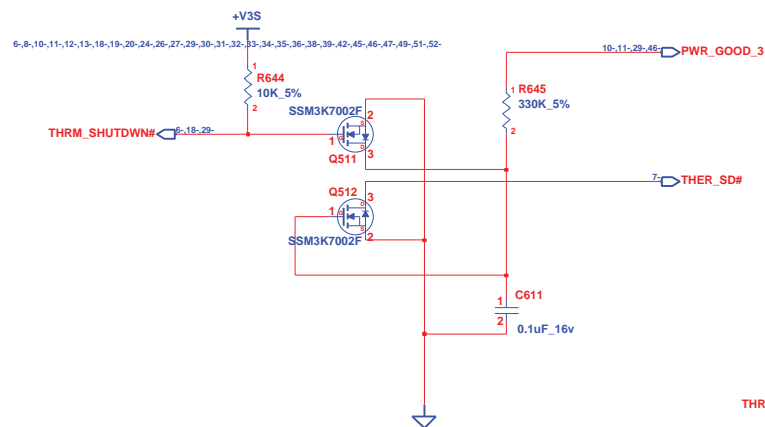 +V3S
6-,8-,10-,11-,12-,13-,18-,19-,20-,24-,26-,27-,29-,30-,31-,32-,33-,34-,35-,36-,38-,39-,42-,45-,46-,47-,49-,51-,52-
10-,11-,29-,46-
PWR_GOOD_3
1
R644
10K_5%
2
1
R645
330K_5%
2
SSM3K7002F
2
S
THRM_SHUTDWN#
6-,18-,29-
1
G
D
3
Q511
Q512
7-
THER_SD#
3
D
1
G
S
2
SSM3K7002F
1
C611
2
0.1uF_16v
THR